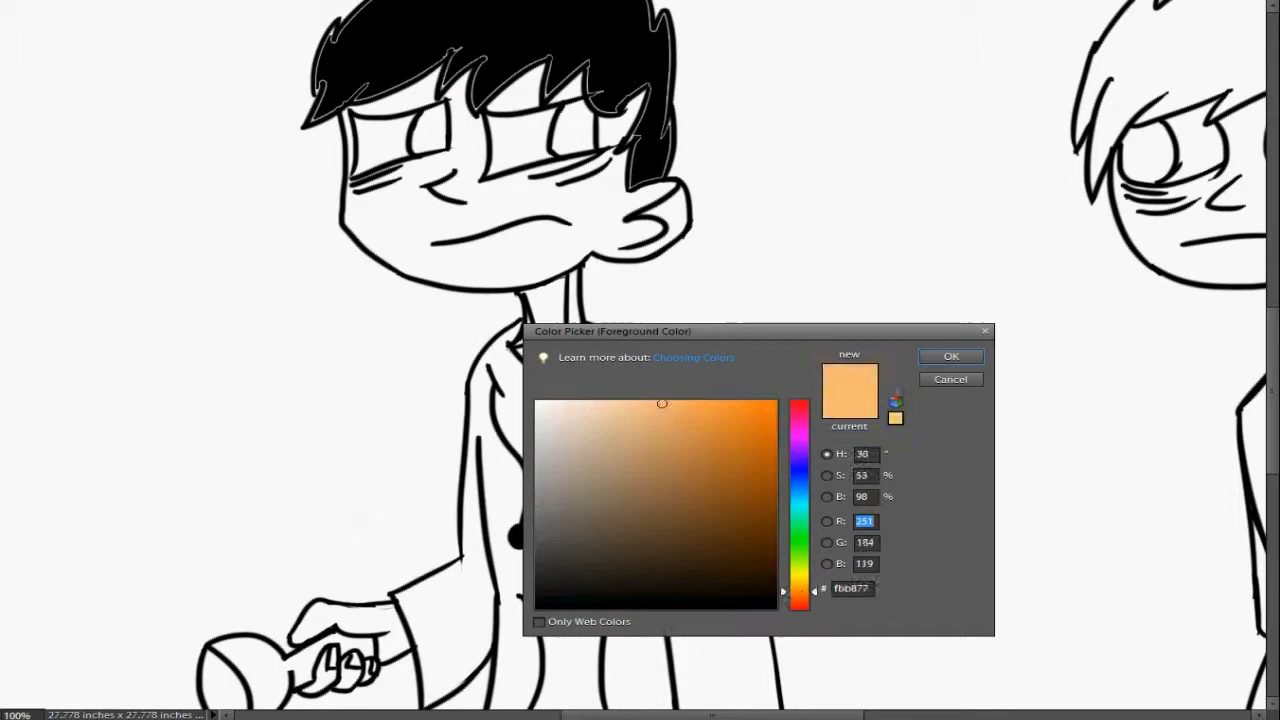 Color Picker (Foreground Color)
Learn more about: Choosing Colors
new
current
OK
Cancel
H: 30 °
S: 53 %
B: 98 %
R: 251
G: 184
B: 119
# fbb877
Only Web Colors
100% 27.778 inches x 27.778 inches ...